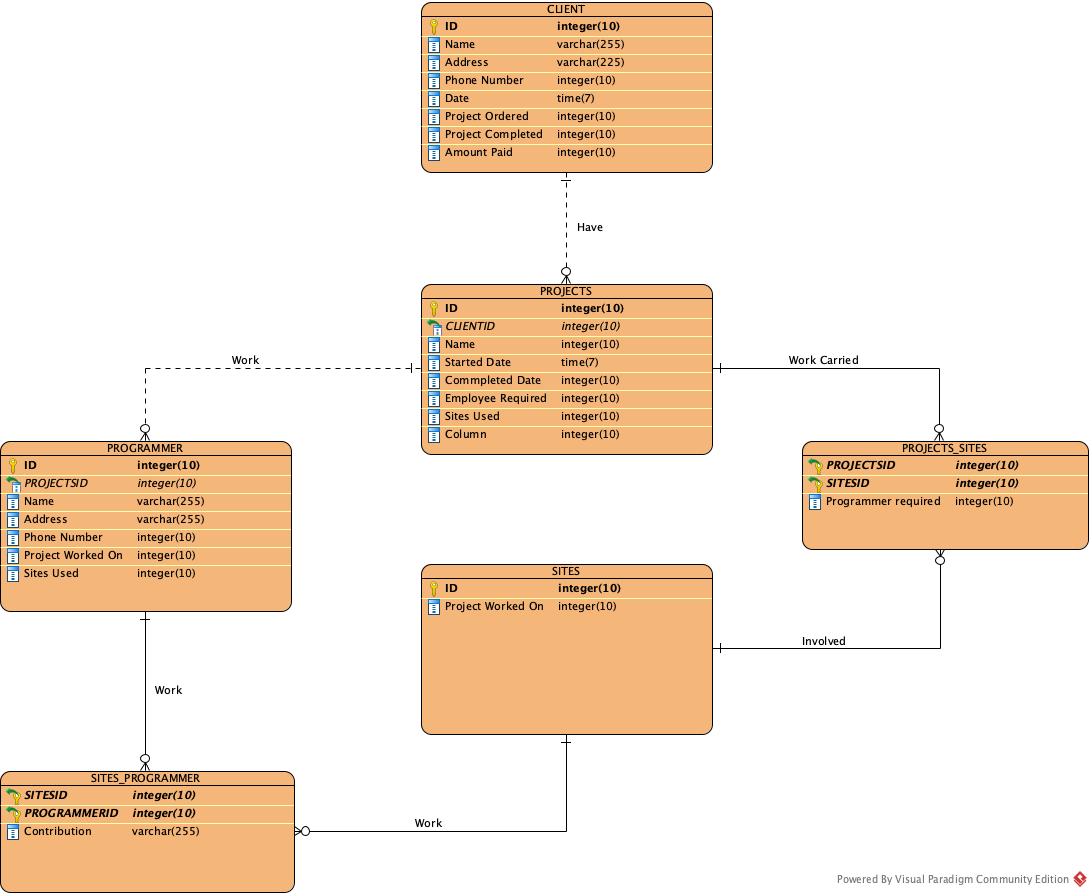 CLIENT
ID integer(10)
Name varchar(255)
Address varchar(225)
Phone Number integer(10)
Date time(7)
Project Ordered integer(10)
Project Completed integer(10)
Amount Paid integer(10)
Have
PROJECTS
ID integer(10)
CLIENTID integer(10)
Name integer(10)
Started Date time(7)
Commpleted Date integer(10)
Employee Required integer(10)
Sites Used integer(10)
Column integer(10)
Work
Work Carried
PROGRAMMER
ID integer(10)
PROJECTSID integer(10)
Name varchar(255)
Address varchar(255)
Phone Number integer(10)
Project Worked On integer(10)
Sites Used integer(10)
PROJECTS_SITES
PROJECTSID integer(10)
SITESID integer(10)
Programmer required integer(10)
SITES
ID integer(10)
Project Worked On integer(10)
Involved
Work
SITES_PROGRAMMER
SITESID integer(10)
PROGRAMMERID integer(10)
Contribution varchar(255)
Work
Powered By Visual Paradigm Community Edition